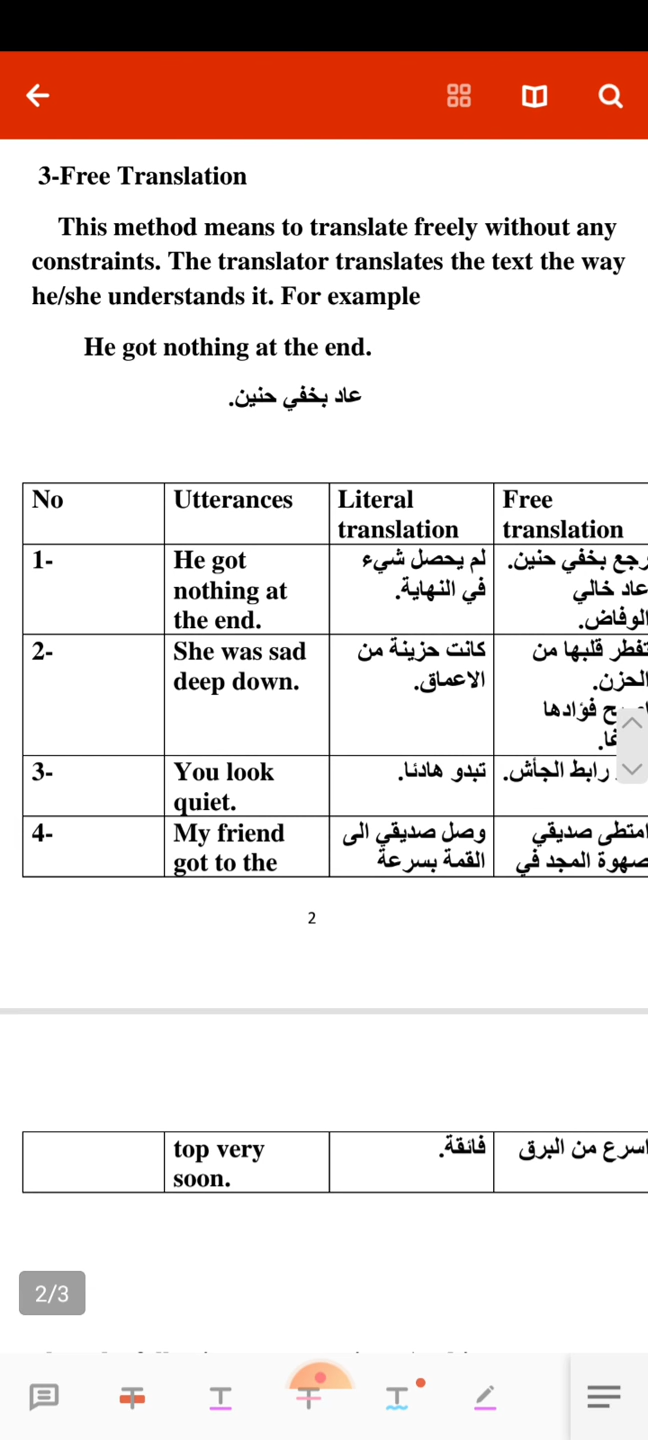 3-Free Translation
This method means to translate freely without any
constraints. The translator translates the text the way
he/she understands it. For example
He got nothing at the end.
عاد بخفي حنين.
No
Utterances
Literal
translation
Free
translation
1-
He got
nothing at
the end.
لم يحصل شيء
في النهاية.
رجع بخفي حنين.
عاد خالي
الوفاض.
2-
She was sad
deep down.
كانت حزينة من
الاعماق.
تفطر قلبها من
الحزن.
فؤادها
3-
You look
quiet.
تبدو هادئا.
رابط الجأش.
4-
My friend
got to the
وصل صديقي الى
القمة بسرعة
امتطى صديقي
صهوة المجد في
2
top very
soon.
فائقة.
اسرع من البرق
2/3